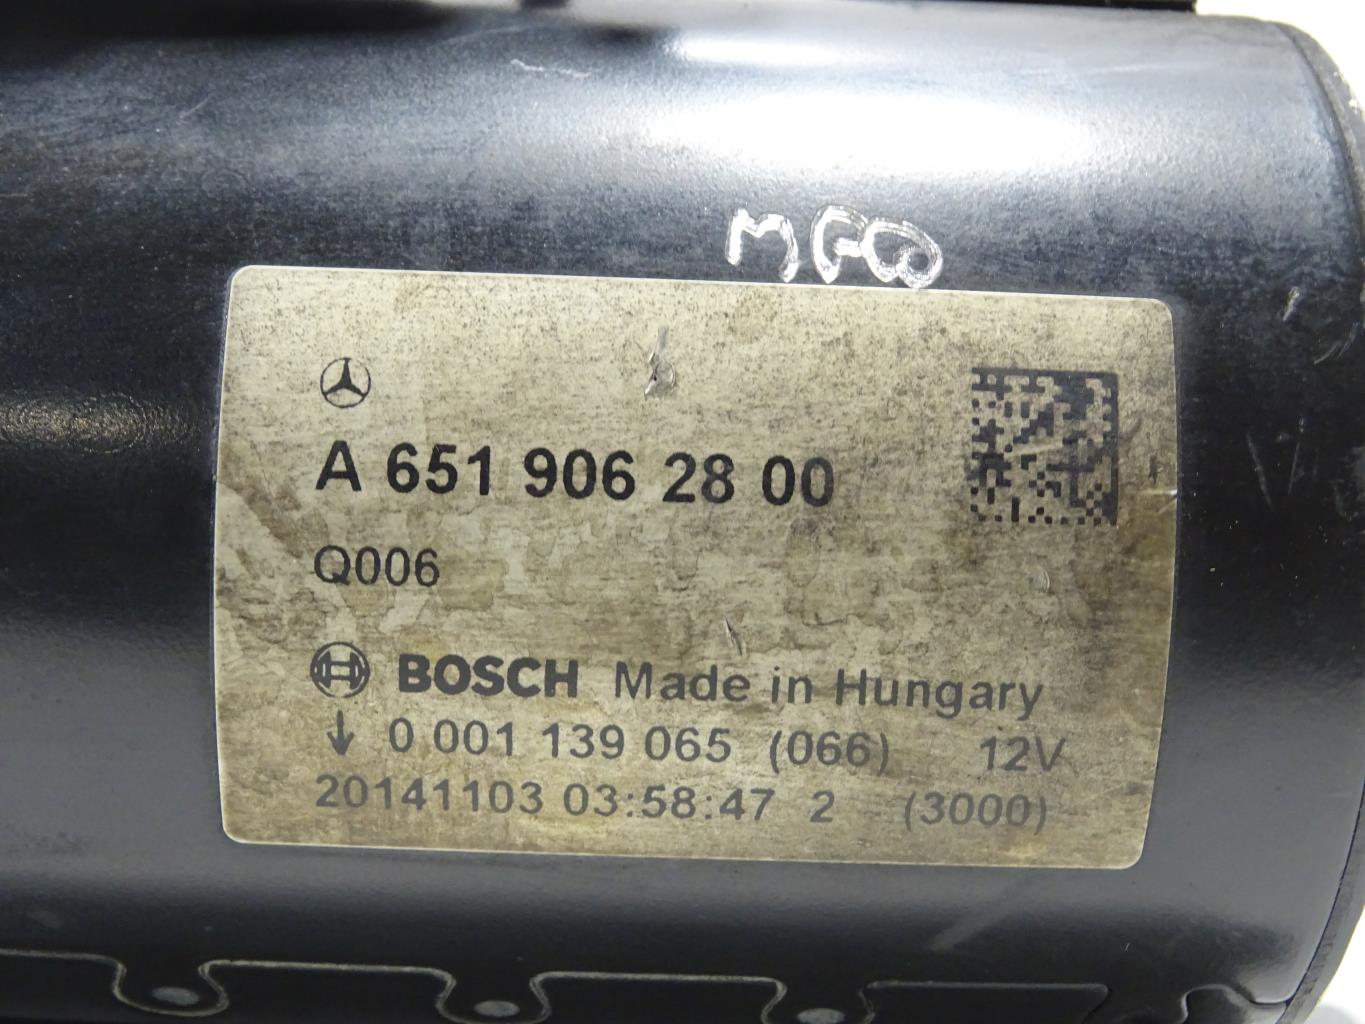 A 651 906 28 00
Q006
BOSCH Made in Hungary
↓ 0 001 139 065 (066) 12V
20141103 03:58:47 2 (3000)